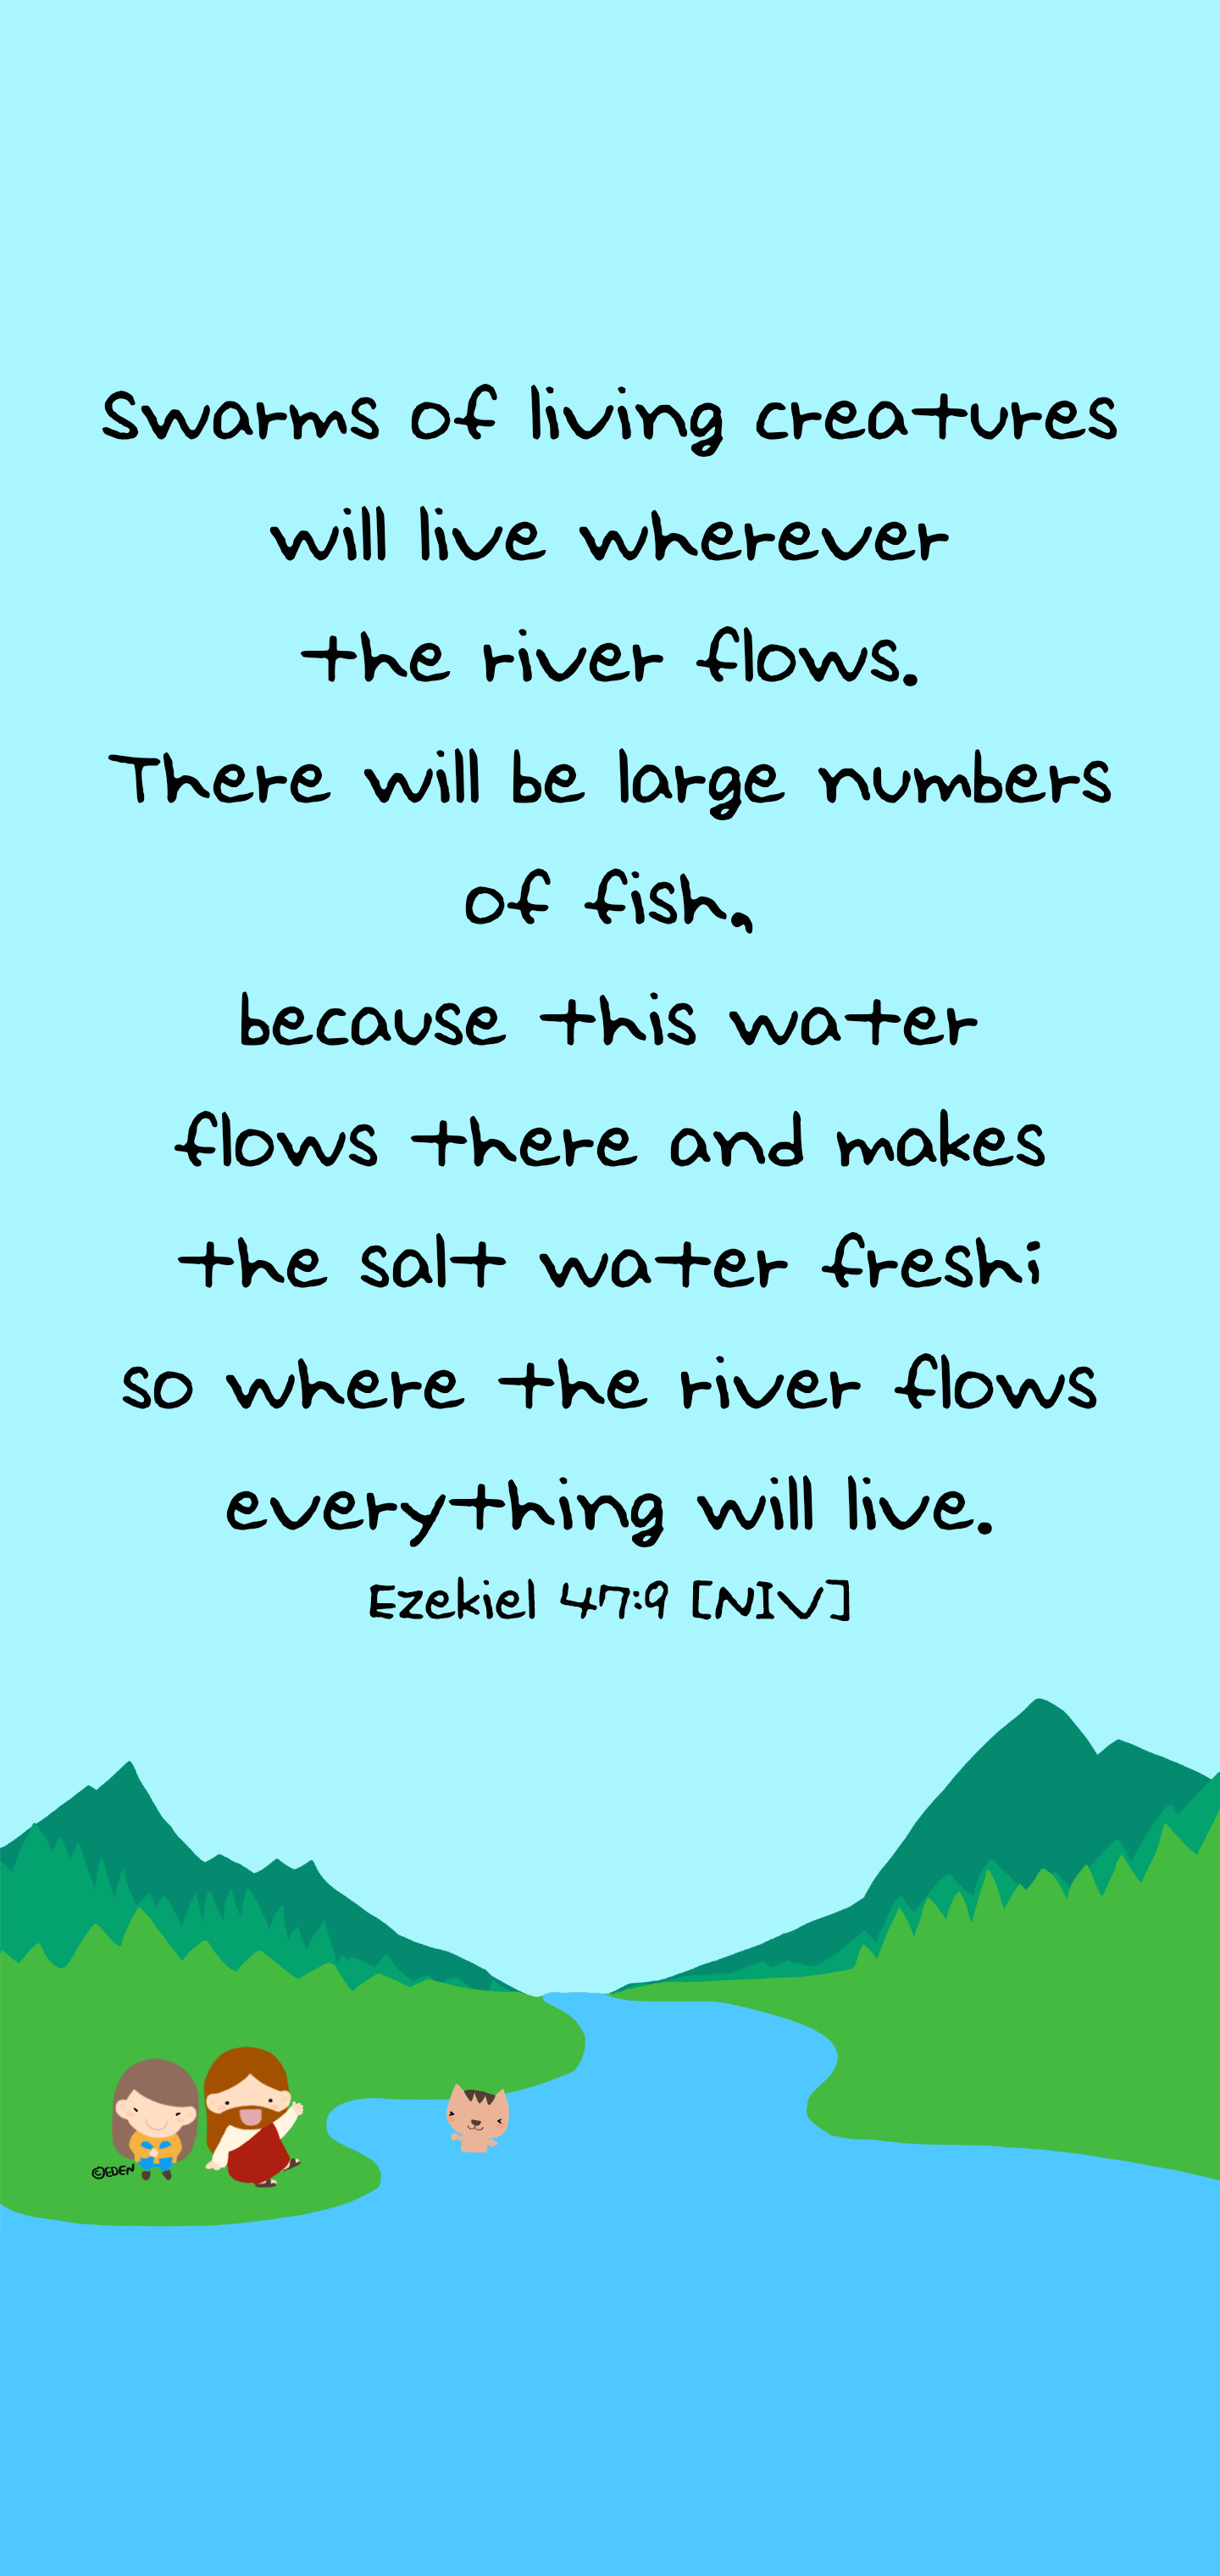 Swarms of living creatures
will live wherever
the river flows.
There will be large numbers
of fish,
because this water
flows there and makes
the salt water freshi
so where the river flows
everything will live.
Ezekiel 47:9 [NIV]
©EDEN